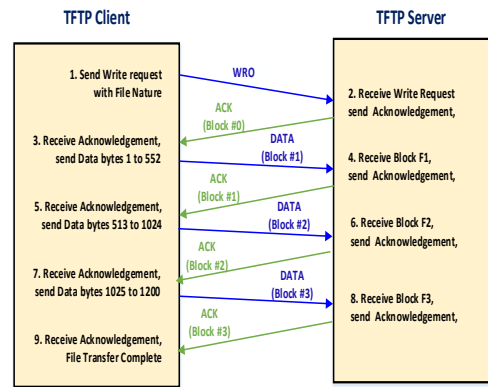 TFTP Client
TFTP Server
1. Send Write request
with File Nature
WRO
2. Receive Write Request
send Acknowledgement,
ACK
(Block #0)
3. Receive Acknowledgement,
send Data bytes 1 to 552
DATA
(Block #1)
4. Receive Block F1,
send Acknowledgement,
ACK
(Block #1)
5. Receive Acknowledgement,
send Data bytes 513 to 1024
DATA
(Block #2)
6. Receive Block F2,
send Acknowledgement,
ACK
(Block #2)
7. Receive Acknowledgement,
send Data bytes 1025 to 1200
DATA
(Block #3)
8. Receive Block F3,
send Acknowledgement,
ACK
(Block #3)
9. Receive Acknowledgement,
File Transfer Complete